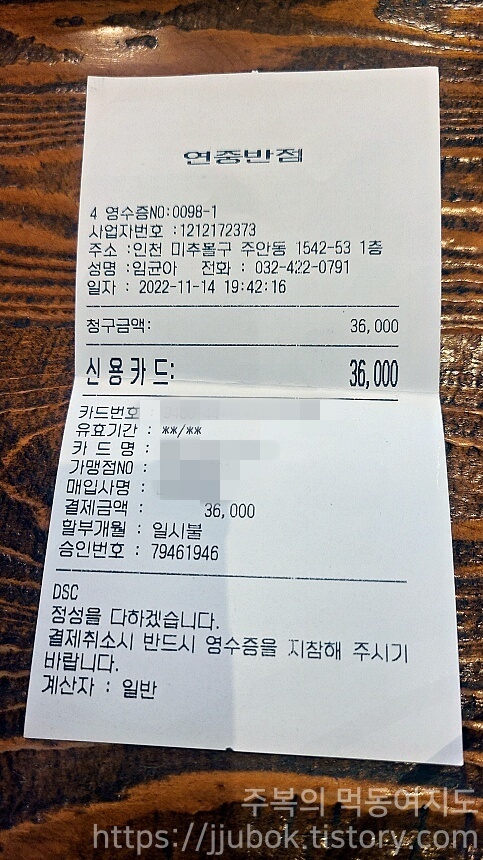 연중반점
4 영수증NO:0098-1
사업자번호 :1212172373
주소 :인천 미추홀구 주안동 1542-53 1층
성명 :임균아 전화 : 032-422-0791
일자 : 2022-11-14 19:42:16
청구금액: 36,000
신용카드: 36,000
카드번호
유효기간 : **/**
카 드 명 :
가맹점NO :
매입사명 :
결제금액 : 36,000
할부개월 : 일시불
승인번호 : 79461946
DSC
정성을 다하겠습니다.
결제취소시 반드시 영수증을 지참해 주시기
바랍니다.
계산자 : 일반
주복의 먹동여지도
https://jjubok.tistory.com